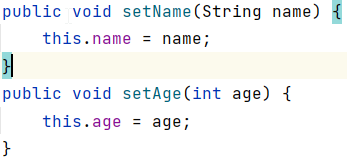 public void setName(String name) {
    this.name = name;
}
public void setAge(int age) {
    this.age = age;
}